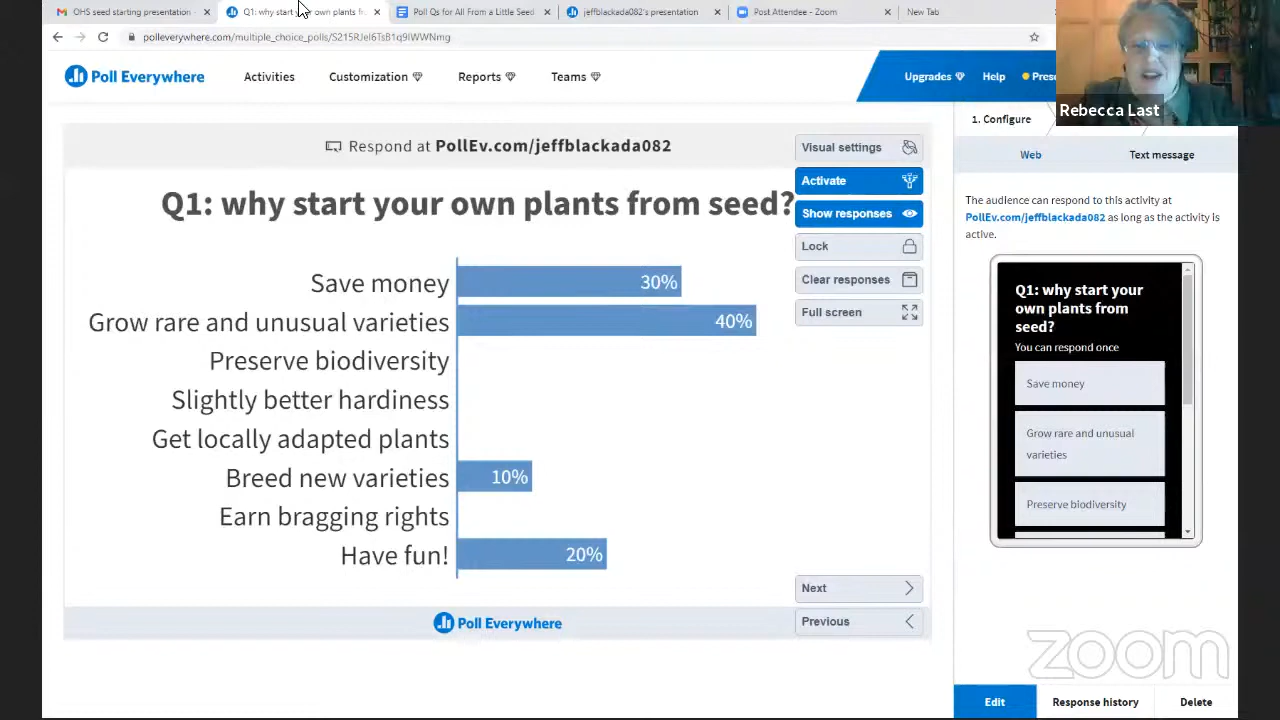 OHS seed starting presentation
Q1: why start your own plants fr
Poll Qs for All From a Little Seed
jeffblackada082's presentation
Post Attendee - Zoom
New Tab
polleverywhere.com/multiple_choice_polls/S215RJel6TsB1q9lWWNmg
Poll Everywhere
Activities
Customization
Reports
Teams
Upgrades
Help
Prese
Rebecca Last
Respond at PollEv.com/jeffblackada082
Q1: why start your own plants from seed?
Save money 30%
Grow rare and unusual varieties 40%
Preserve biodiversity
Slightly better hardiness
Get locally adapted plants
Breed new varieties 10%
Earn bragging rights
Have fun! 20%
Poll Everywhere
Visual settings
Activate
Show responses
Lock
Clear responses
Full screen
Next
Previous
1. Configure
Web
Text message
The audience can respond to this activity at
PollEv.com/jeffblackada082 as long as the activity is
active.
Q1: why start your
own plants from
seed?
You can respond once
Save money
Grow rare and unusual
varieties
Preserve biodiversity
zoom
Edit
Response history
Delete